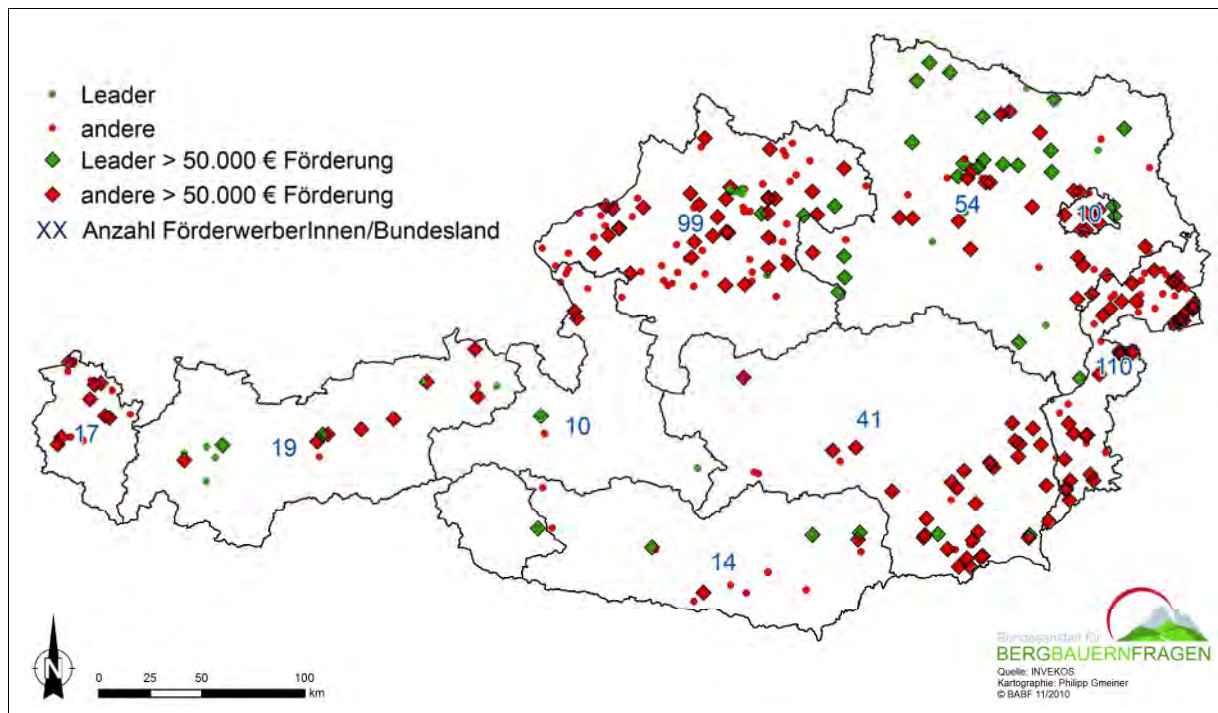 Leader
andere
Leader > 50.000 € Förderung
andere > 50.000 € Förderung
XX Anzahl FörderwerberInnen/Bundesland
99
54
10
110
17
19
10
41
14
N
0 25 50 100
km
Bundesanstalt für
BERGBAUERNFRAGEN
Quelle: INVEKOS
Kartographie: Philipp Gmeiner
© BABF 11/2010